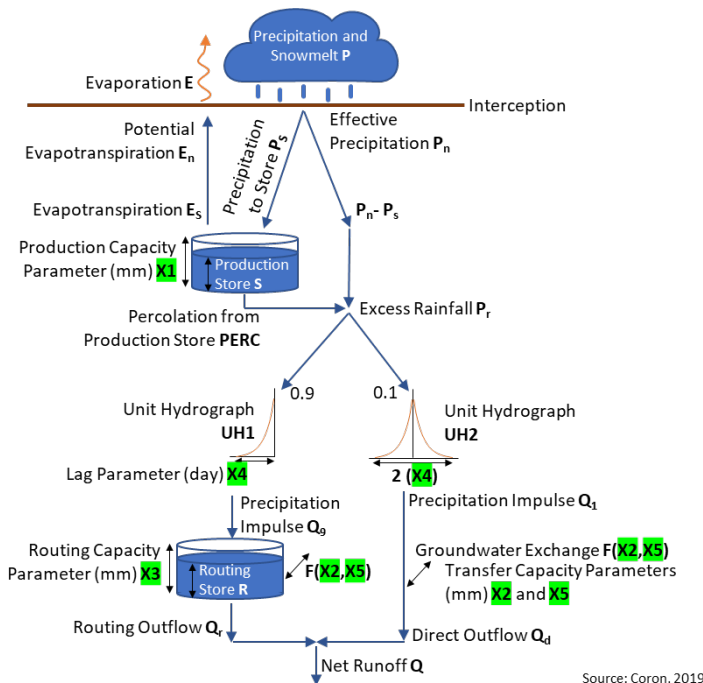 Precipitation and
Snowmelt P
Evaporation E
Interception
Potential
Evapotranspiration En
Precipitation
to Store Ps
Effective
Precipitation Pn
Evapotranspiration Es
Pn- Ps
Production Capacity
Parameter (mm) X1
Production
Store S
Percolation from
Production Store PERC
Excess Rainfall Pr
0.9
0.1
Unit Hydrograph
UH1
Unit Hydrograph
UH2
Lag Parameter (day) X4
2 (X4)
Precipitation
Impulse Q9
Precipitation Impulse Q1
Routing Capacity
Parameter (mm) X3
Routing
Store R
F(X2,X5)
Groundwater Exchange F(X2,X5)
Transfer Capacity Parameters
(mm) X2 and X5
Routing Outflow Qr
Direct Outflow Qd
Net Runoff Q
Source: Coron, 2019